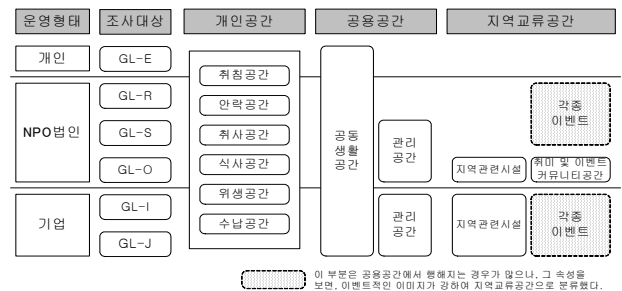 운영형태 조사대상 개인공간 공용공간 지역교류공간
개인 GL-E
취침공간
GL-R
안락공간
각종
이벤트
NPO법인 GL-S
취사공간
공동
생활
공간
관리
공간
GL-O
식사공간
지역관련시설
취미 및 이벤트
커뮤니티공간
위생공간
기업 GL-I
수납공간
관리
공간
지역관련시설
각종
이벤트
GL-J
이 부분은 공용공간에서 행해지는 경우가 많으나, 그 속성을
보면, 이벤트적인 이미지가 강하여 지역교류공간으로 분류했다.